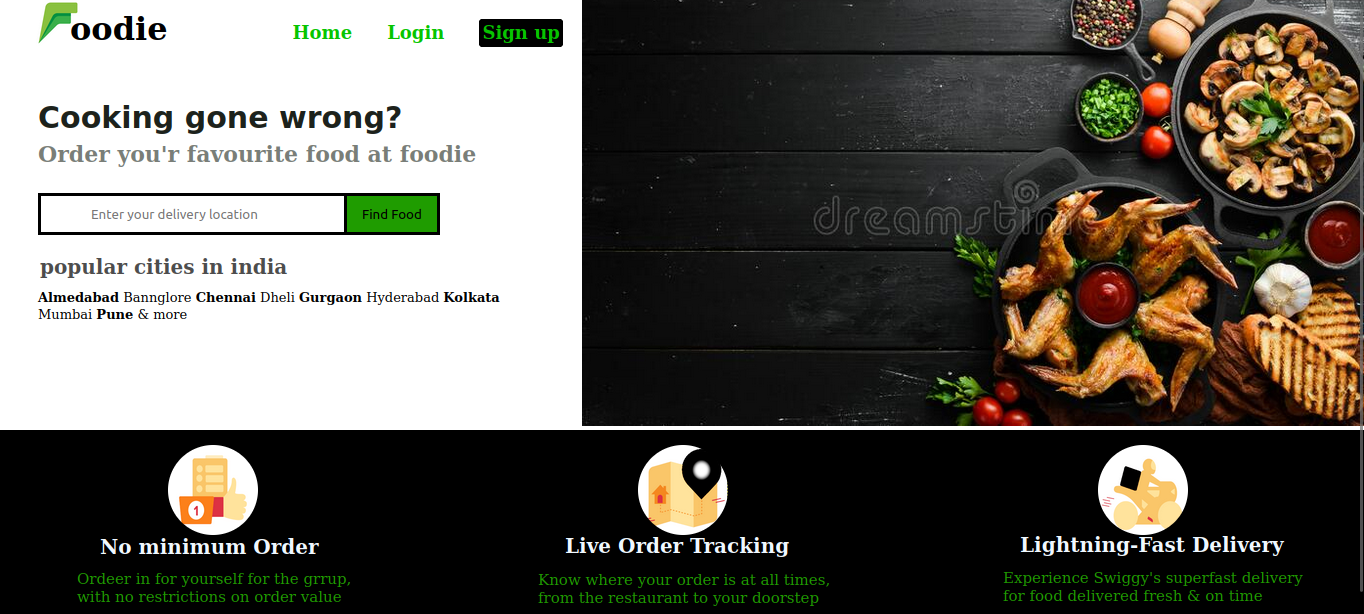 Foodie
Home Login Sign up
Cooking gone wrong?
Order you'r favourite food at foodie
Enter your delivery location Find Food
popular cities in india
Almedabad Bannglore Chennai Dheli Gurgaon Hyderabad Kolkata
Mumbai Pune & more
dreamstime
1
No minimum Order
Ordeer in for yourself for the grrup,
with no restrictions on order value
Live Order Tracking
Know where your order is at all times,
from the restaurant to your doorstep
Lightning-Fast Delivery
Experience Swiggy's superfast delivery
for food delivered fresh & on time